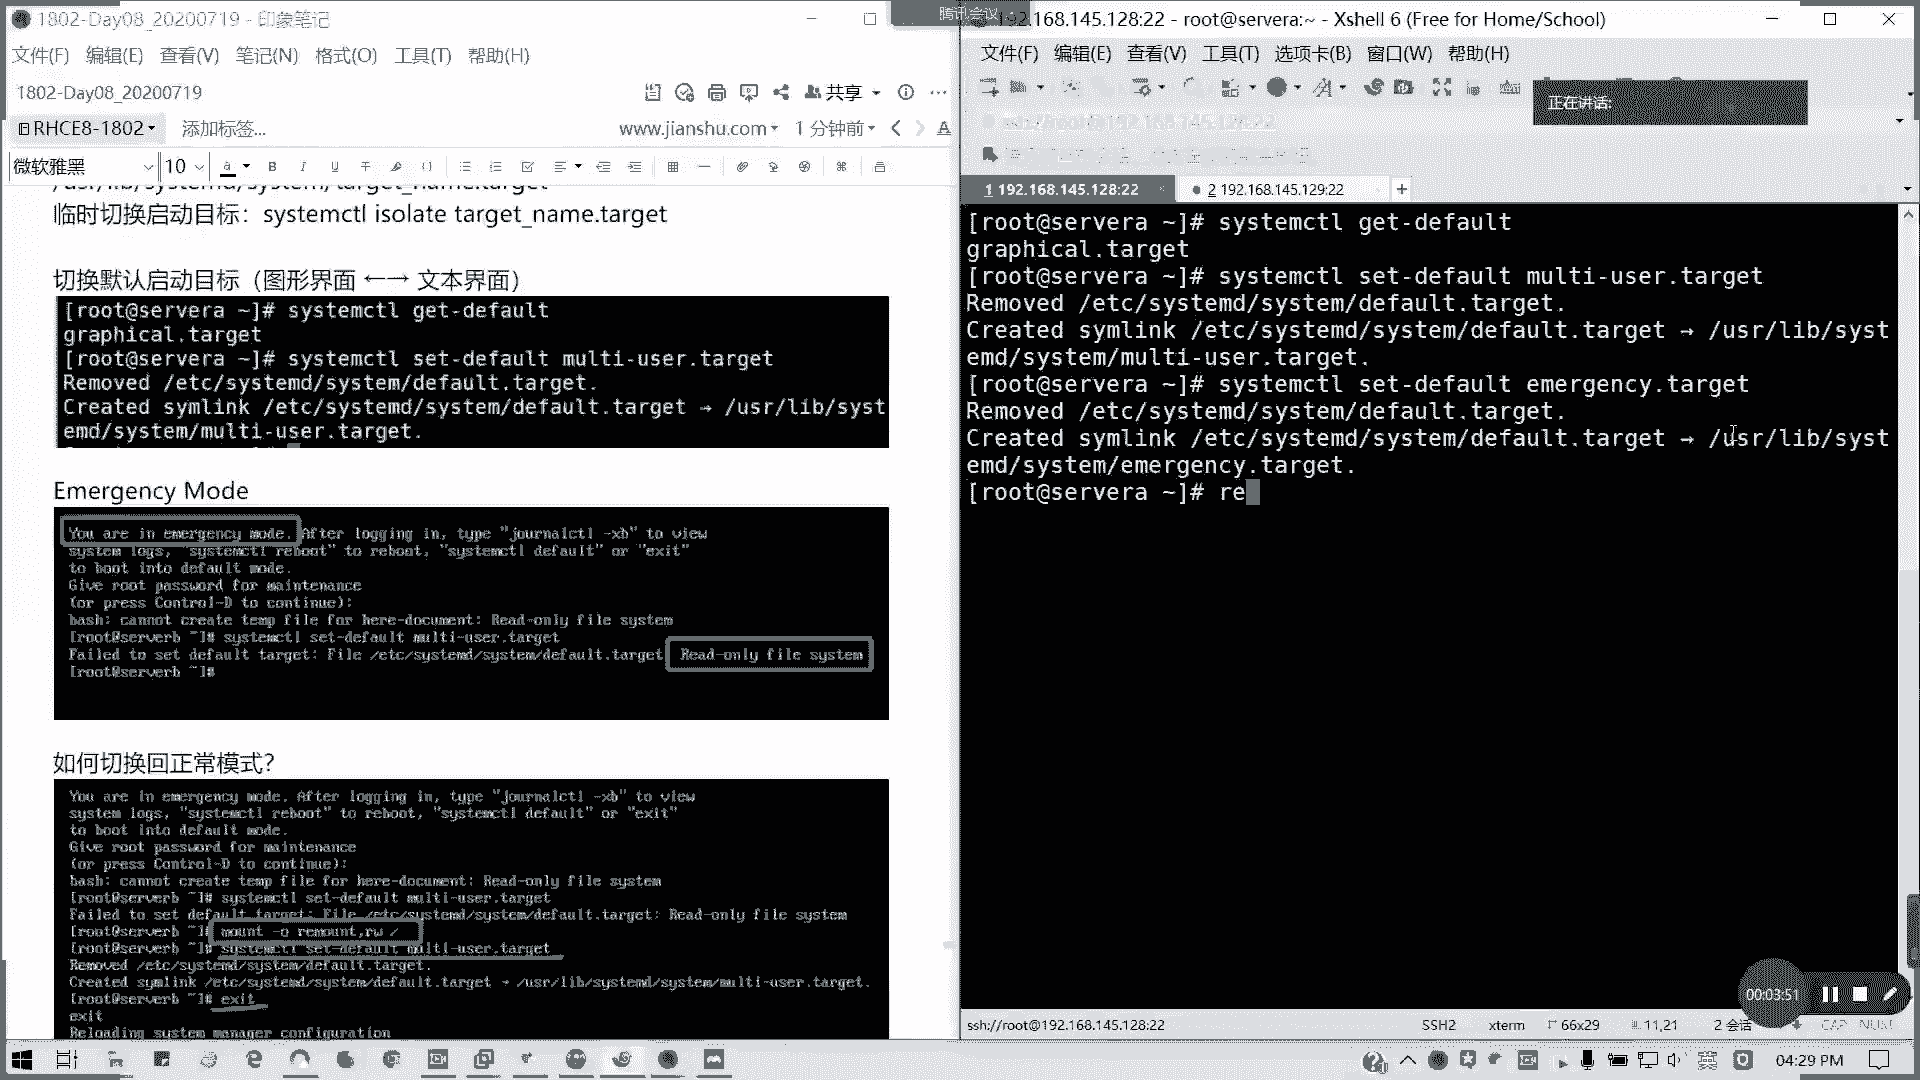 1802-Day08_20200719 - 印象笔记
文件(F) 编辑(E) 查看(V) 笔记(N) 格式(O) 工具(T) 帮助(H)
1802-Day08_20200719
共享
RHCE8-1802
添加标签...
www.jianshu.com
1 分钟前
微软雅黑
10
/usr/lib/systemd/system/target_name.target
临时切换启动目标：systemctl isolate target_name.target
切换默认启动目标（图形界面 ←→ 文本界面）
[root@servera ~]# systemctl get-default
graphical.target
[root@servera ~]# systemctl set-default multi-user.target
Removed /etc/systemd/system/default.target.
Created symlink /etc/systemd/system/default.target → /usr/lib/syst
emd/system/multi-user.target.
Emergency Mode
You are in emergency mode. After logging in, type "journalctl -xb" to view
system logs, "systemctl reboot" to reboot, "systemctl default" or "exit"
to boot into default mode.
Give root password for maintenance
(or press Control-D to continue):
bash: cannot create temp file for here-document: Read-only file system
[root@serverb ~]# systemctl set-default multi-user.target
Failed to set default target: File /etc/systemd/system/default.target: Read-only file system
[root@serverb ~]#
如何切换回正常模式?
You are in emergency mode. After logging in, type "journalctl -xb" to view
system logs, "systemctl reboot" to reboot, "systemctl default" or "exit"
to boot into default mode.
Give root password for maintenance
(or press Control-D to continue):
bash: cannot create temp file for here-document: Read-only file system
[root@serverb ~]# systemctl set-default multi-user.target
Failed to set default target: File /etc/systemd/system/default.target: Read-only file system
[root@serverb ~]# mount -o remount,rw /
[root@serverb ~]# systemctl set-default multi-user.target
Removed /etc/systemd/system/default.target.
Created symlink /etc/systemd/system/default.target → /usr/lib/systemd/system/multi-user.target.
[root@serverb ~]# exit
exit
Reloading system manager configuration
腾讯会议
192.168.145.128:22 - root@servera:~ - Xshell 6 (Free for Home/School)
文件(F) 编辑(E) 查看(V) 工具(T) 选项卡(B) 窗口(W) 帮助(H)
正在讲话:
1 192.168.145.128:22
2 192.168.145.129:22
[root@servera ~]# systemctl get-default
graphical.target
[root@servera ~]# systemctl set-default multi-user.target
Removed /etc/systemd/system/default.target.
Created symlink /etc/systemd/system/default.target → /usr/lib/syst
emd/system/multi-user.target.
[root@servera ~]# systemctl set-default emergency.target
Removed /etc/systemd/system/default.target.
Created symlink /etc/systemd/system/default.target → /usr/lib/syst
emd/system/emergency.target.
[root@servera ~]# re
00:03:51
ssh://root@192.168.145.128:22
SSH2
xterm
66x29
11,21
2 会话
CAP NUM
英
04:29 PM